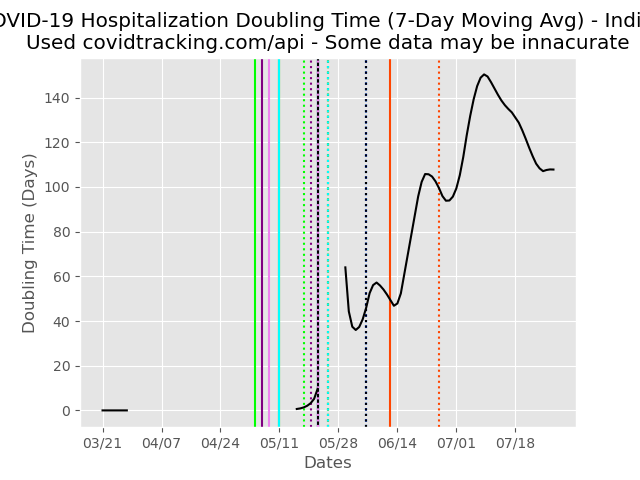 OVID-19 Hospitalization Doubling Time (7-Day Moving Avg) - Indi
Used covidtracking.com/api - Some data may be innacurate
Doubling Time (Days)
140
120
100
80
60
40
20
0
03/21 04/07 04/24 05/11 05/28 06/14 07/01 07/18
Dates